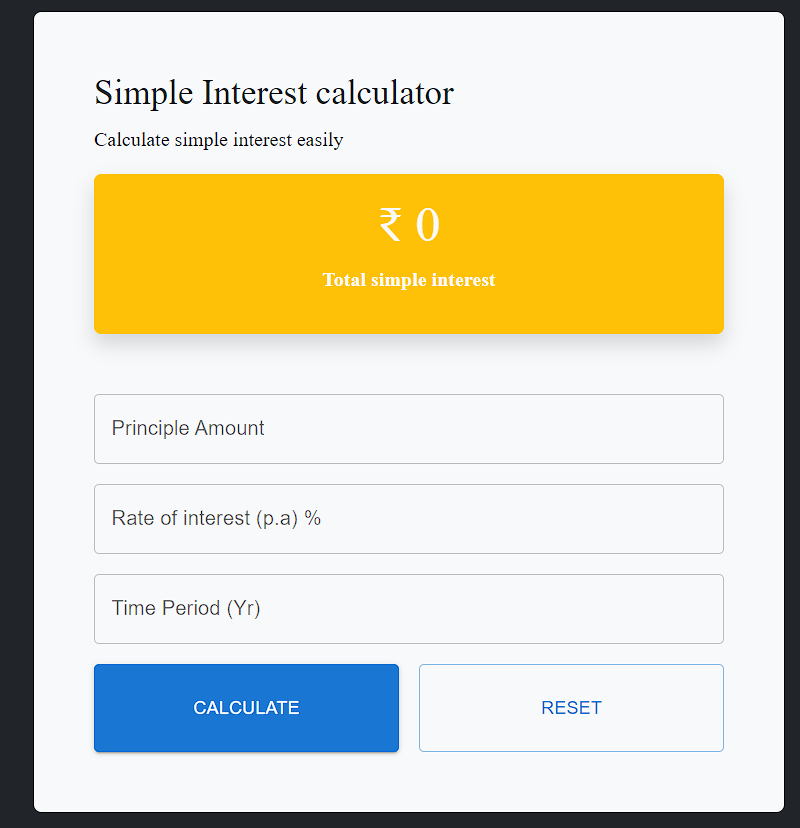 Simple Interest calculator
Calculate simple interest easily
₹ 0
Total simple interest
Principle Amount
Rate of interest (p.a) %
Time Period (Yr)
CALCULATE RESET